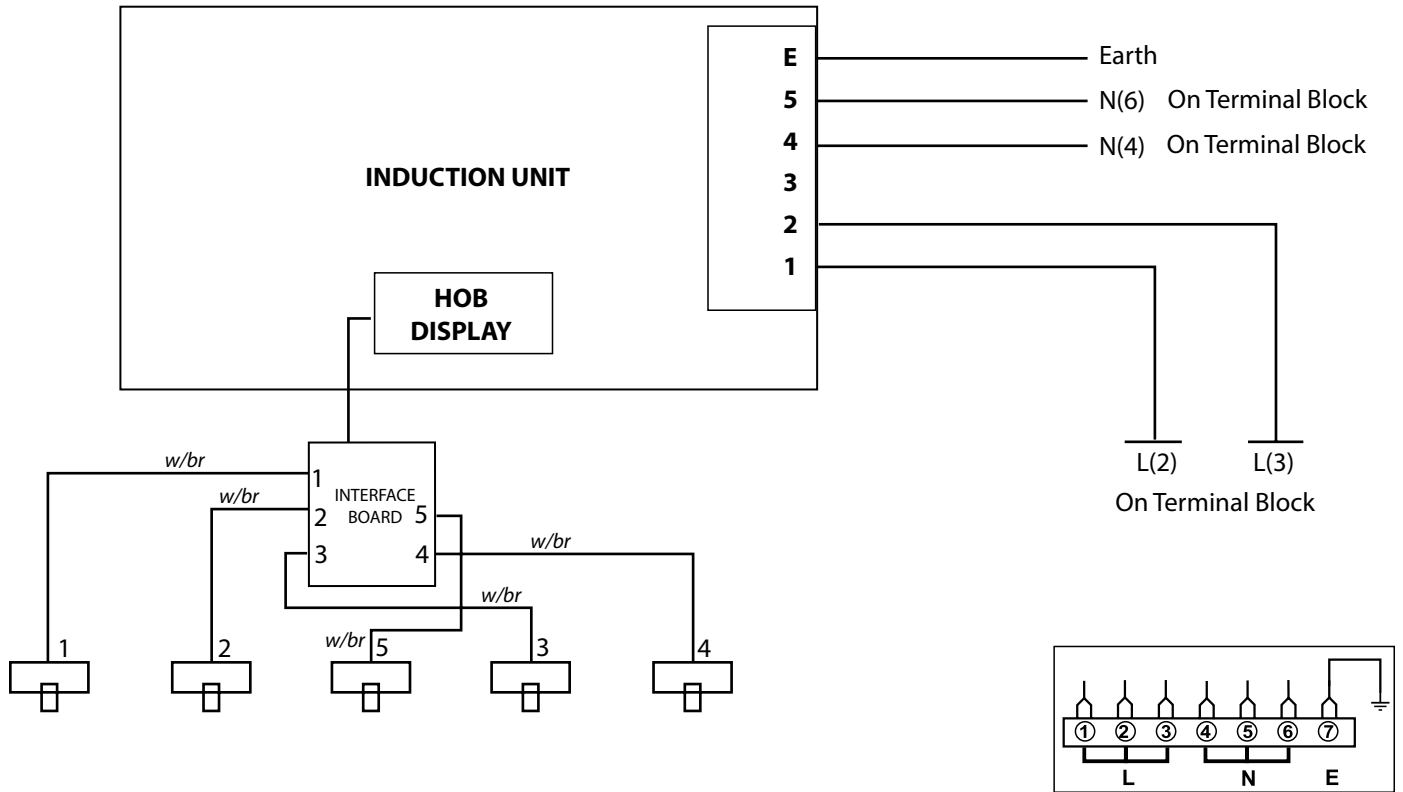 E
Earth
5
N(6) On Terminal Block
4
N(4) On Terminal Block
INDUCTION UNIT
3
2
1
HOB
DISPLAY
L(2)
L(3)
On Terminal Block
w/br
1
w/br
INTERFACE
2
BOARD
5
3
4
w/br
w/br
w/br
1
2
5
3
4
1
2
3
4
5
6
7
L
N
E